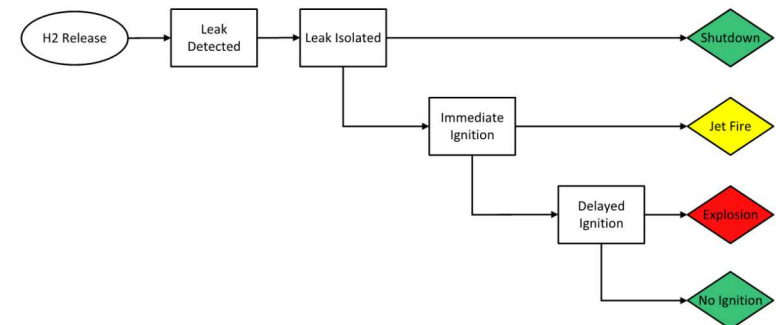 H2 Release
Leak
Detected
Leak Isolated
Shutdown
Immediate
Ignition
Jet Fire
Delayed
Ignition
Explosion
No Ignition